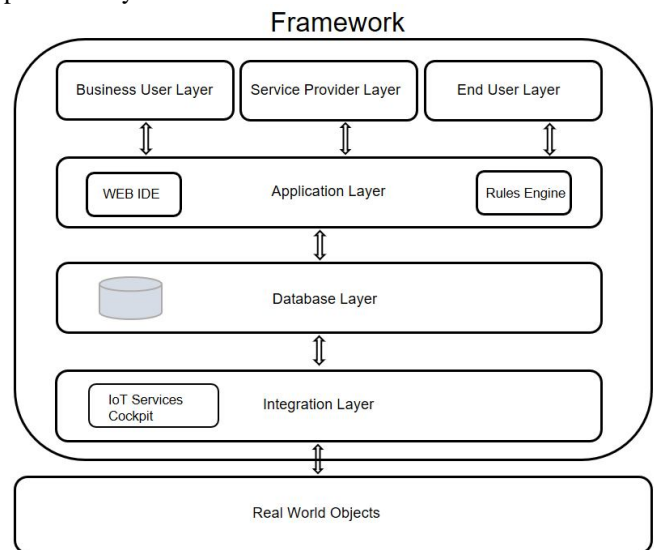 Framework
Business User Layer
Service Provider Layer
End User Layer
WEB IDE
Application Layer
Rules Engine
Database Layer
IoT Services
Cockpit
Integration Layer
Real World Objects